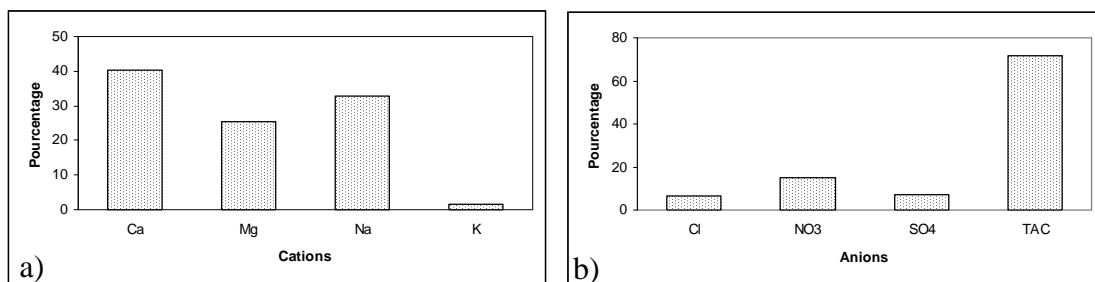 50
40
30
20
10
0
Pourcentage
Ca Mg Na K
Cations
a)
80
60
40
20
0
Pourcentage
Cl NO3 SO4 TAC
Anions
b)